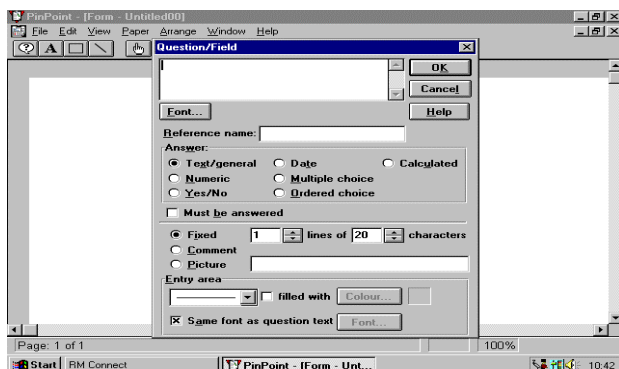 PinPoint - [Form - Untitled00]
File Edit View Paper Arrange Window Help
A
Question/Field
OK
Cancel
Font...
Help
Reference name:
Answer:
Text/general Date Calculated
Numeric Multiple choice
Yes/No Ordered choice
Must be answered
Fixed 1 lines of 20 characters
Comment
Picture
Entry area
filled with Colour...
Same font as question text Font...
Page: 1 of 1 100%
Start RM Connect PinPoint - [Form - Unt... 10:42